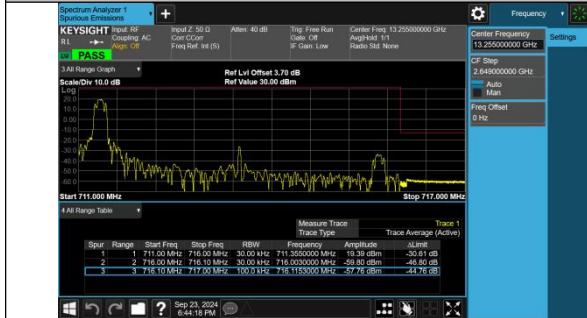 Spectrum Analyzer 1
Spurious Emissions
Frequency
KEYSIGHT Input: RF
Coupling: AC
Align: Off
Input Z: 50 Ω
Corr CCorr
Freq Ref: Int (S)
Atten: 40 dB
Trig: Free Run
Gate: Off
IF Gain: Low
Center Freq: 13.255000000 GHz
Avg|Hold: 1/1
Radio Std: None
RL
PASS
Center Frequency
13.255000000 GHz
Settings
CF Step
2.649000000 GHz
Auto
Man
Freq Offset
0 Hz
3 All Range Graph
Ref Lvl Offset 3.70 dB
Scale/Div 10.0 dB
Ref Value 30.00 dBm
Log
20.0
10.0
0.00
-10.0
-20.0
-30.0
-40.0
-50.0
-60.0
Start 711.000 MHz
Stop 717.000 MHz
4 All Range Table
Measure Trace Trace 1
Trace Type Trace Average (Active)
Spur Range Start Freq Stop Freq RBW Frequency Amplitude ΔLimit
1 1 711.00 MHz 716.00 MHz 30.00 kHz 711.3550000 MHz 19.39 dBm -30.61 dB
2 2 716.00 MHz 716.10 MHz 30.00 kHz 716.0030000 MHz -59.80 dBm -46.80 dB
3 3 716.10 MHz 717.00 MHz 100.0 kHz 716.1153000 MHz -57.76 dBm -44.76 dB
Sep 23, 2024
6:44:18 PM